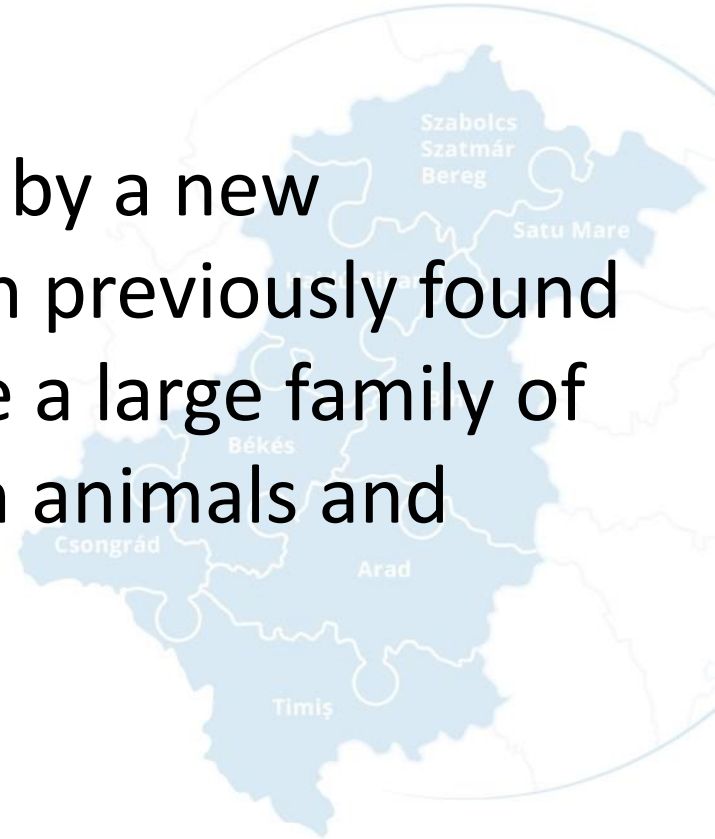 Szabolcs
Szatmár
Bereg
by a new
Satu Mare
previously found
a large family of
Békés
animals and
Csongrád
Arad
Timiș